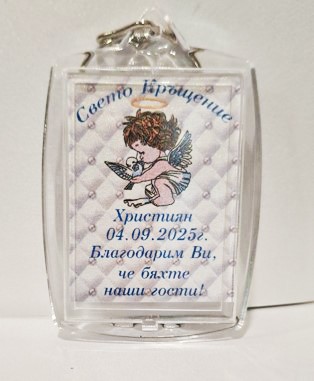 Свето Кръщение
Християн
04.09.2025г.
Благодарим Ви,
че бяхте
наши гости!